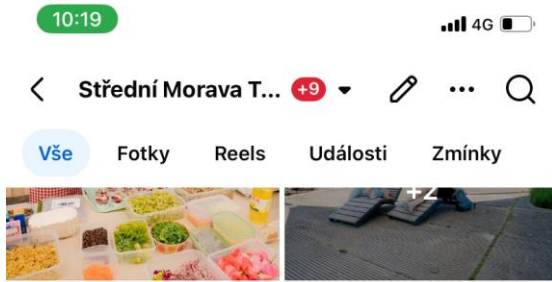 10:19 4G
Střední Morava T... +9
Vše Fotky Reels Události Zmínky
+2